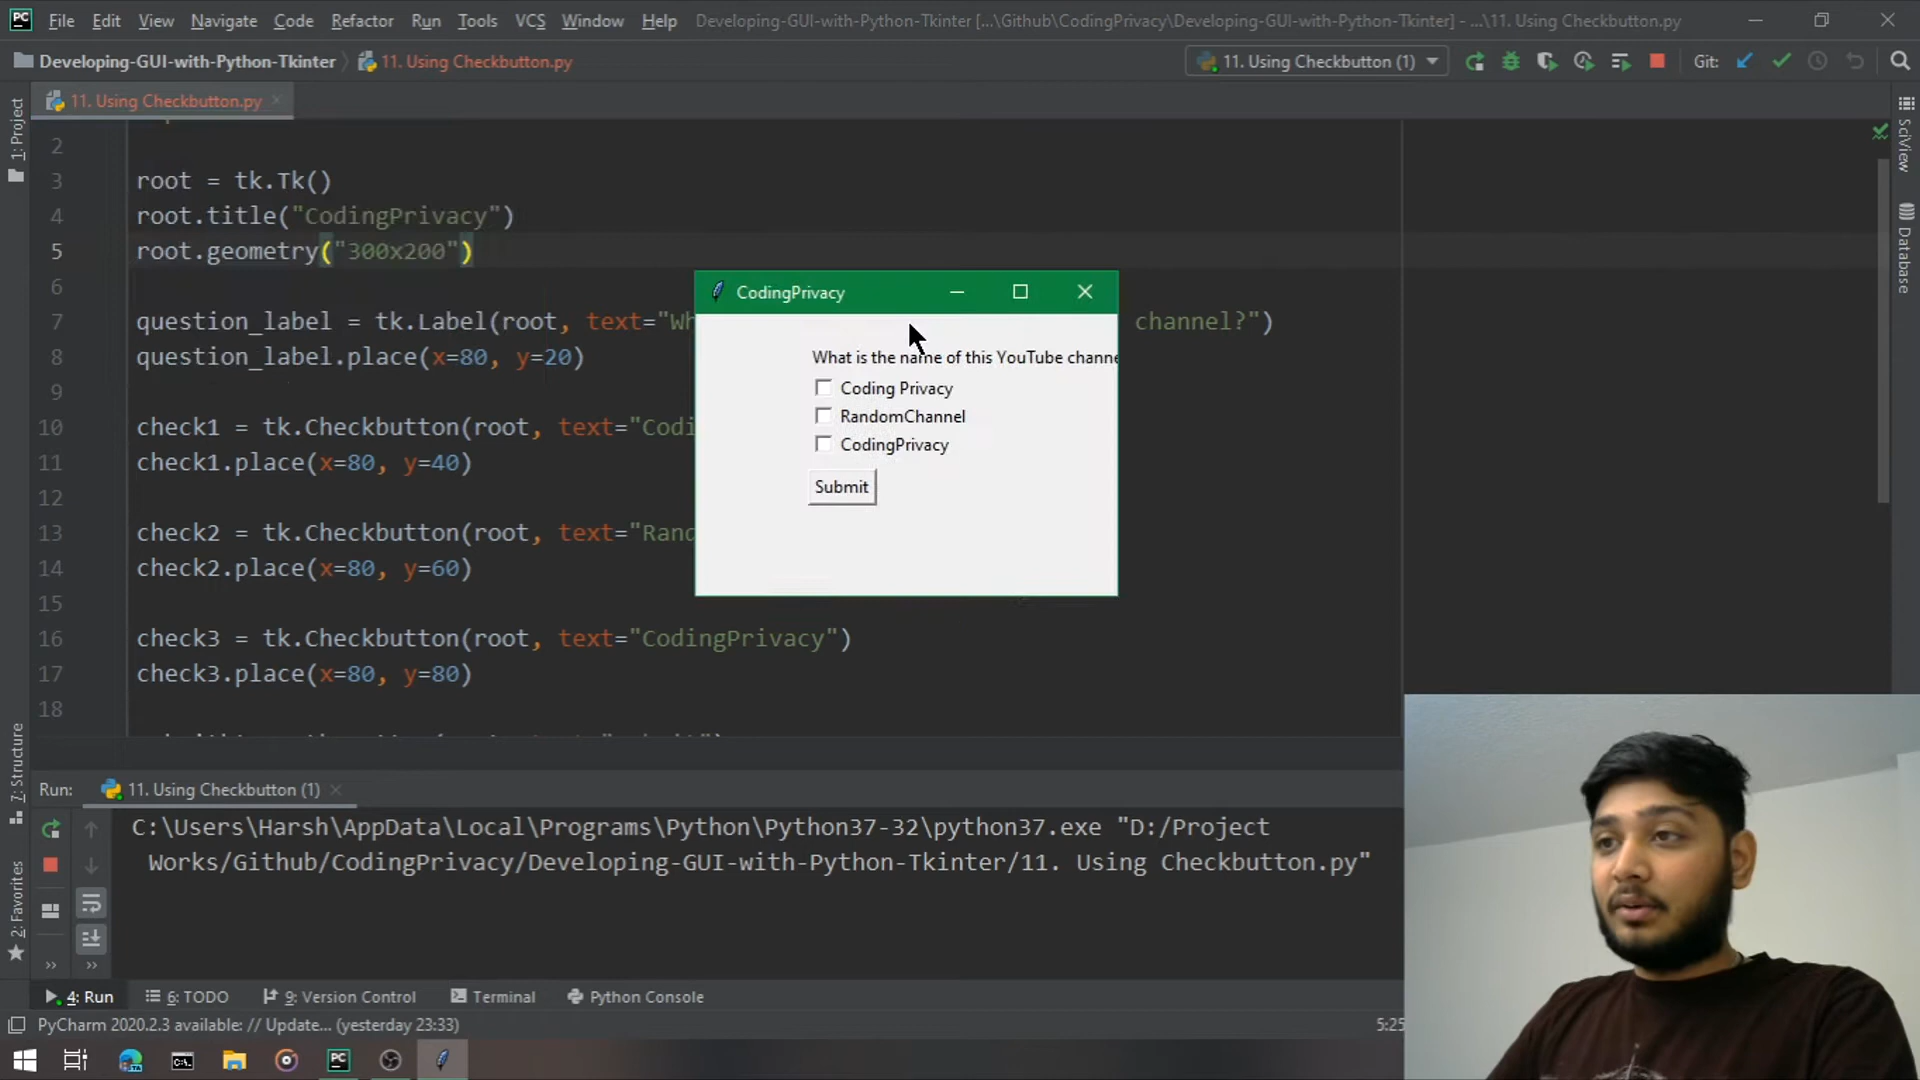 PC File Edit View Navigate Code Refactor Run Tools VCS Window Help Developing-GUI-with-Python-Tkinter [...\Github\CodingPrivacy\Developing-GUI-with-Python-Tkinter] - ...\11. Using Checkbutton.py
Developing-GUI-with-Python-Tkinter 11. Using Checkbutton.py 11. Using Checkbutton (1) Git:
11. Using Checkbutton.py
1: Project
SciView
Database
2
3 root = tk.Tk()
4 root.title("CodingPrivacy")
5 root.geometry("300x200")
6
7 question_label = tk.Label(root, text="Wh channel?")
8 question_label.place(x=80, y=20)
9
10 check1 = tk.Checkbutton(root, text="Codi
11 check1.place(x=80, y=40)
12
13 check2 = tk.Checkbutton(root, text="Rand
14 check2.place(x=80, y=60)
15
16 check3 = tk.Checkbutton(root, text="CodingPrivacy")
17 check3.place(x=80, y=80)
18
CodingPrivacy
What is the name of this YouTube channe
Coding Privacy
RandomChannel
CodingPrivacy
Submit
7: Structure
2: Favorites
Run: 11. Using Checkbutton (1)
C:\Users\Harsh\AppData\Local\Programs\Python\Python37-32\python37.exe "D:/Project
Works/Github/CodingPrivacy/Developing-GUI-with-Python-Tkinter/11. Using Checkbutton.py"
4: Run 6: TODO 9: Version Control Terminal Python Console
PyCharm 2020.2.3 available: // Update... (yesterday 23:33) 5:25
PC